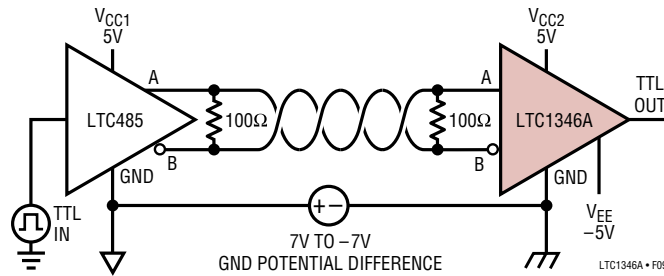 VCC1
5V
VCC2
5V
A
A
TTL
OUT
LTC485
100Ω
100Ω
LTC1346A
B
B
GND
GND
TTL
IN
VEE
–5V
7V TO –7V
GND POTENTIAL DIFFERENCE
LTC1346A • F09